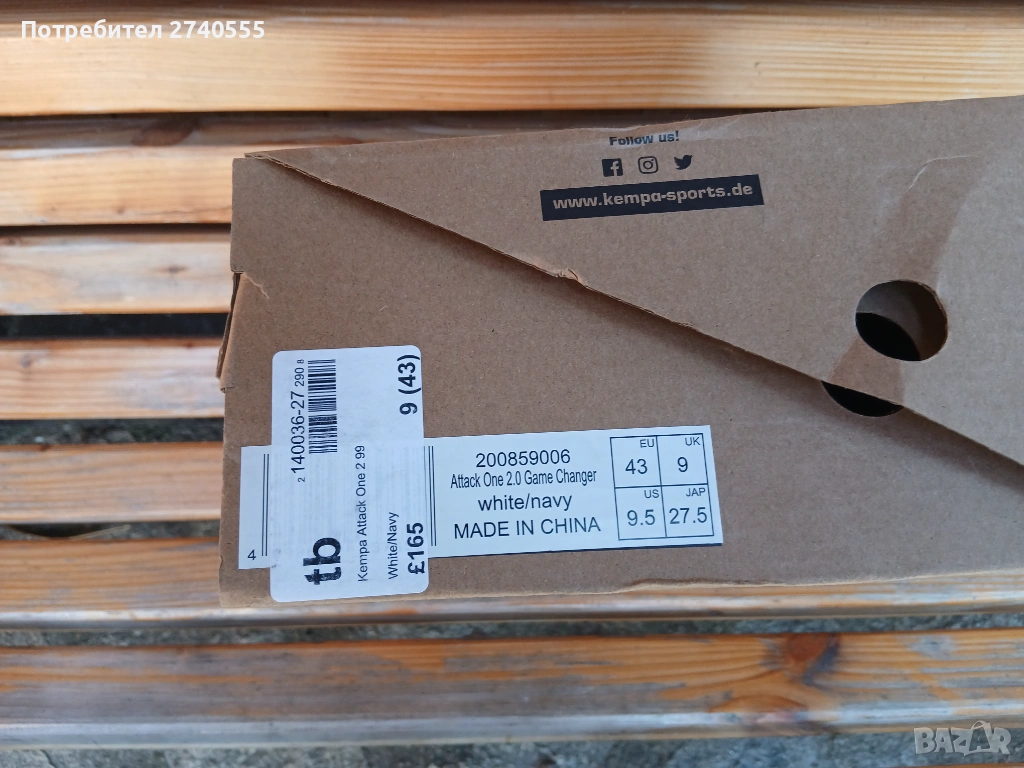 Потребител 2740555
Follow us!
www.kempa-sports.de
2 140036-27 290 8
9 (43)
Kempa Attack One 2 99
White/Navy
£165
tb
4
200859006
Attack One 2.0 Game Changer
white/navy
MADE IN CHINA
EU
43
UK
9
US
9.5
JAP
27.5
BAZAR